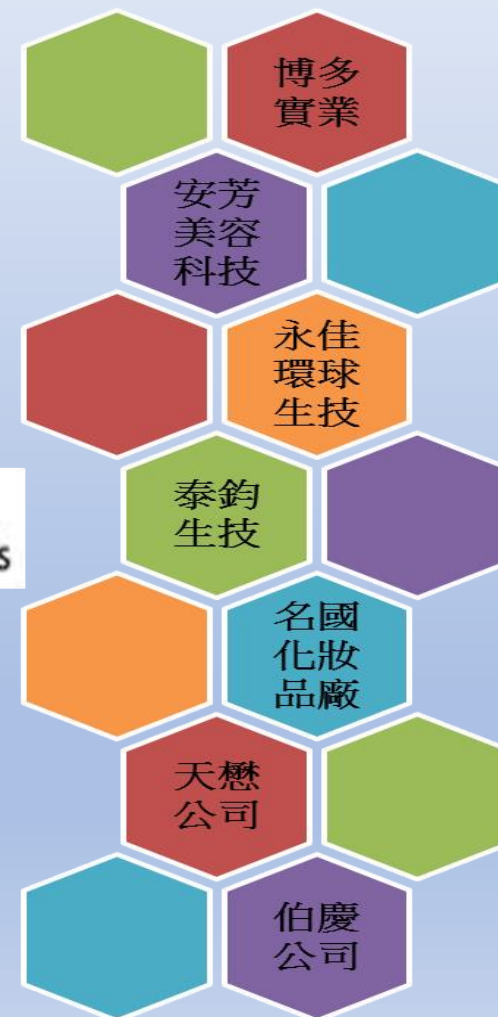 博多
實業
安芳
美容
科技
永佳
環球
生技
泰鈞
生技
s
名國
化妝
品廠
天懋
公司
伯慶
公司